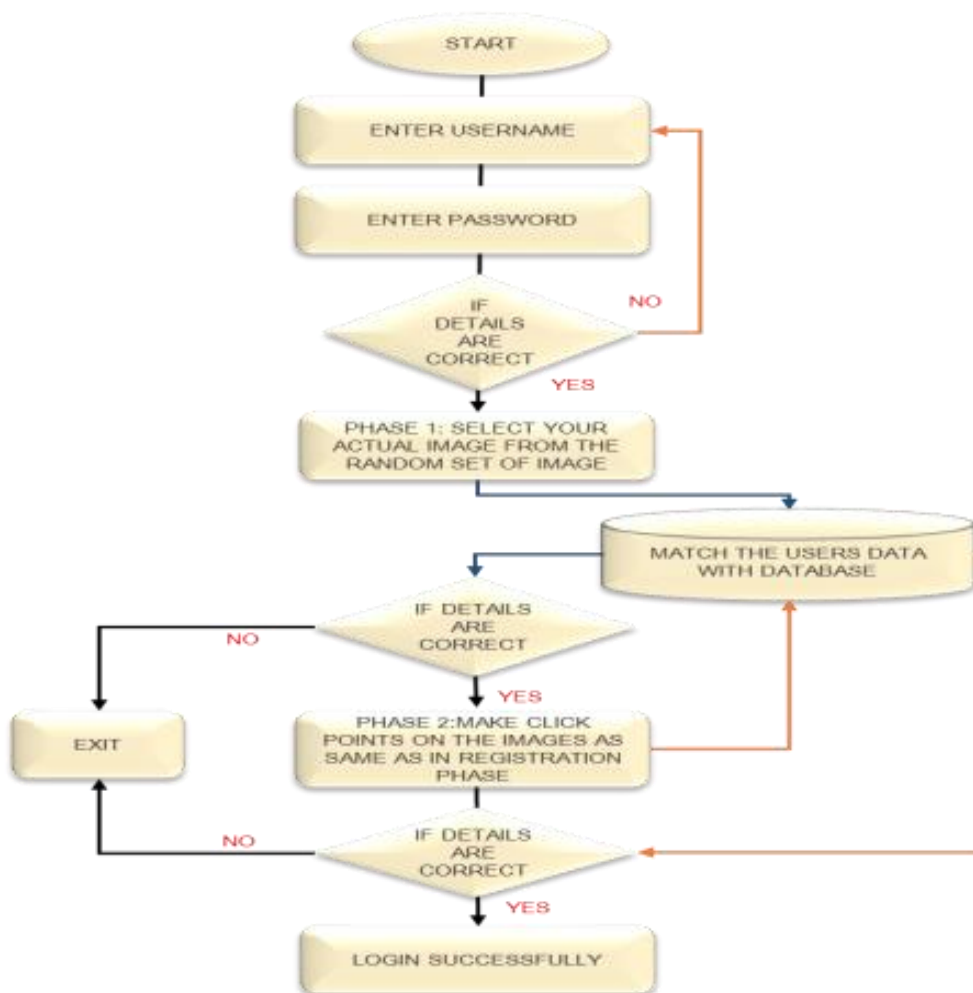 START
ENTER USERNAME
ENTER PASSWORD
IF
DETAILS
ARE
CORRECT
NO
YES
PHASE 1: SELECT YOUR
ACTUAL IMAGE FROM THE
RANDOM SET OF IMAGE
MATCH THE USERS DATA
WITH DATABASE
IF DETAILS
ARE
CORRECT
NO
YES
EXIT
PHASE 2:MAKE CLICK
POINTS ON THE IMAGES AS
SAME AS IN REGISTRATION
PHASE
IF DETAILS
ARE
CORRECT
NO
YES
LOGIN SUCCESSFULLY